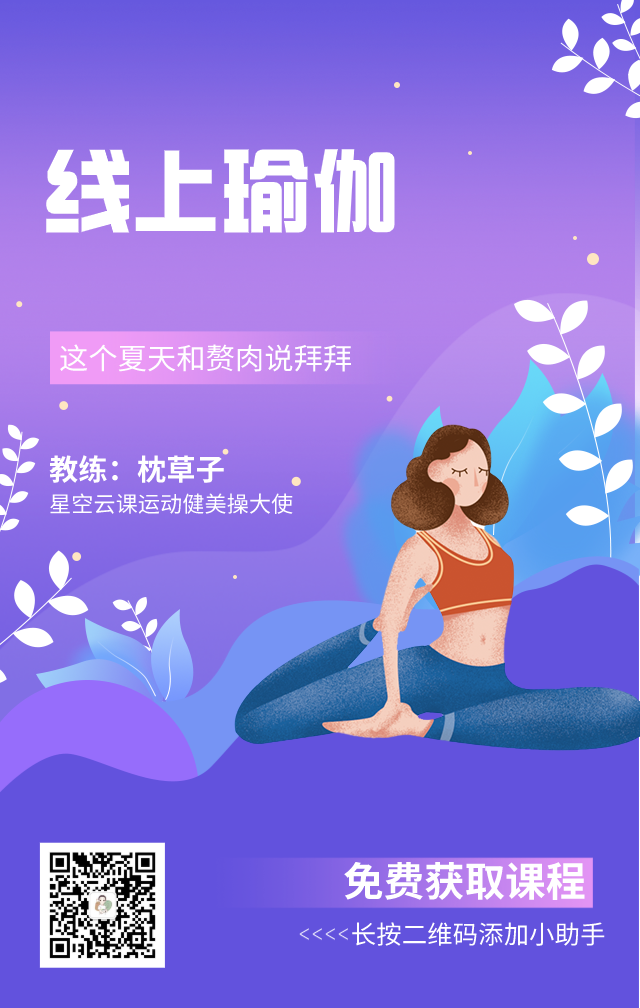 线上瑜伽
这个夏天和赘肉说拜拜
教练：枕草子
星空云课运动健美操大使
免费获取课程
<<<<长按二维码添加小助手